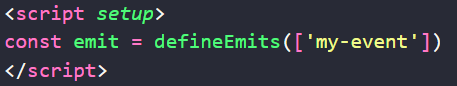 <script setup>
const emit = defineEmits(['my-event'])
</script>